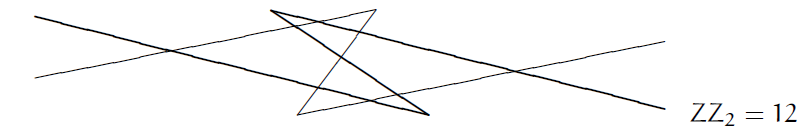 ZZ₂ = 12